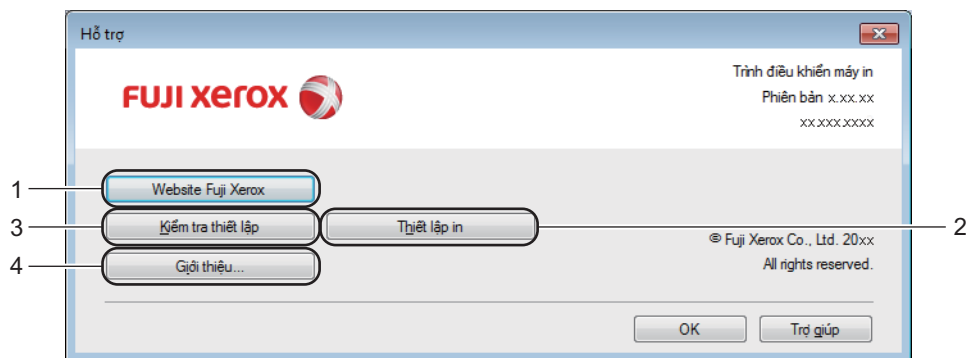 Hỗ trợ
FUJI xerox
Trình điều khiển máy in
Phiên bản x.xx.xx
xx.xxx.xxxx
1
Website Fuji Xerox
3
Kiểm tra thiết lập
Thiết lập in
2
© Fuji Xerox Co., Ltd. 20xx
4
Giới thiệu...
All rights reserved.
OK
Trợ giúp